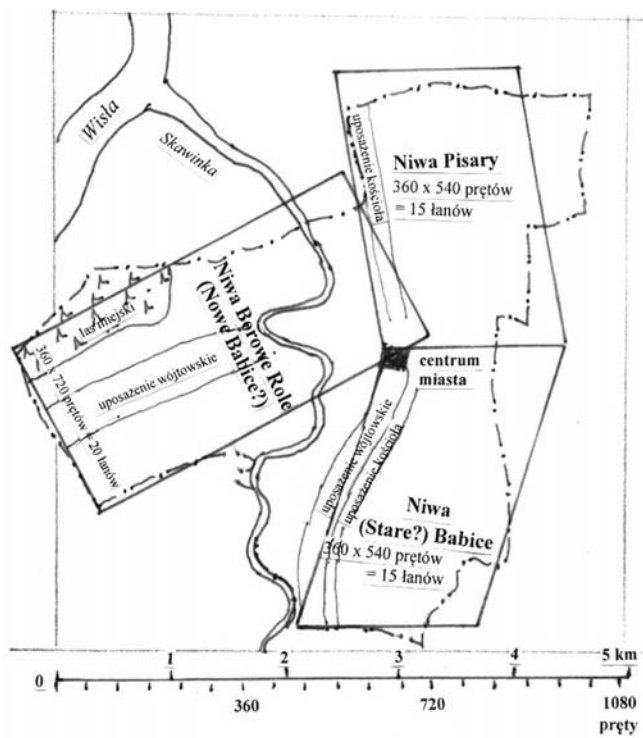 Wisła
Skawinka
uposażenie kościoła
Niwa Pisary
360 x 540 prętów
= 15 łanów
Niwa Borowe Role
(Nowe Babice?)
las miejski
360 x 720 prętów = 20 łanów
uposażenie wójtowskie
centrum
miasta
uposażenie wójtowskie
uposażenie kościoła
Niwa
(Stare?) Babice
360 x 540 prętów
= 15 łanów
0 1 2 3 4 5 km
360 720 1080
pręty